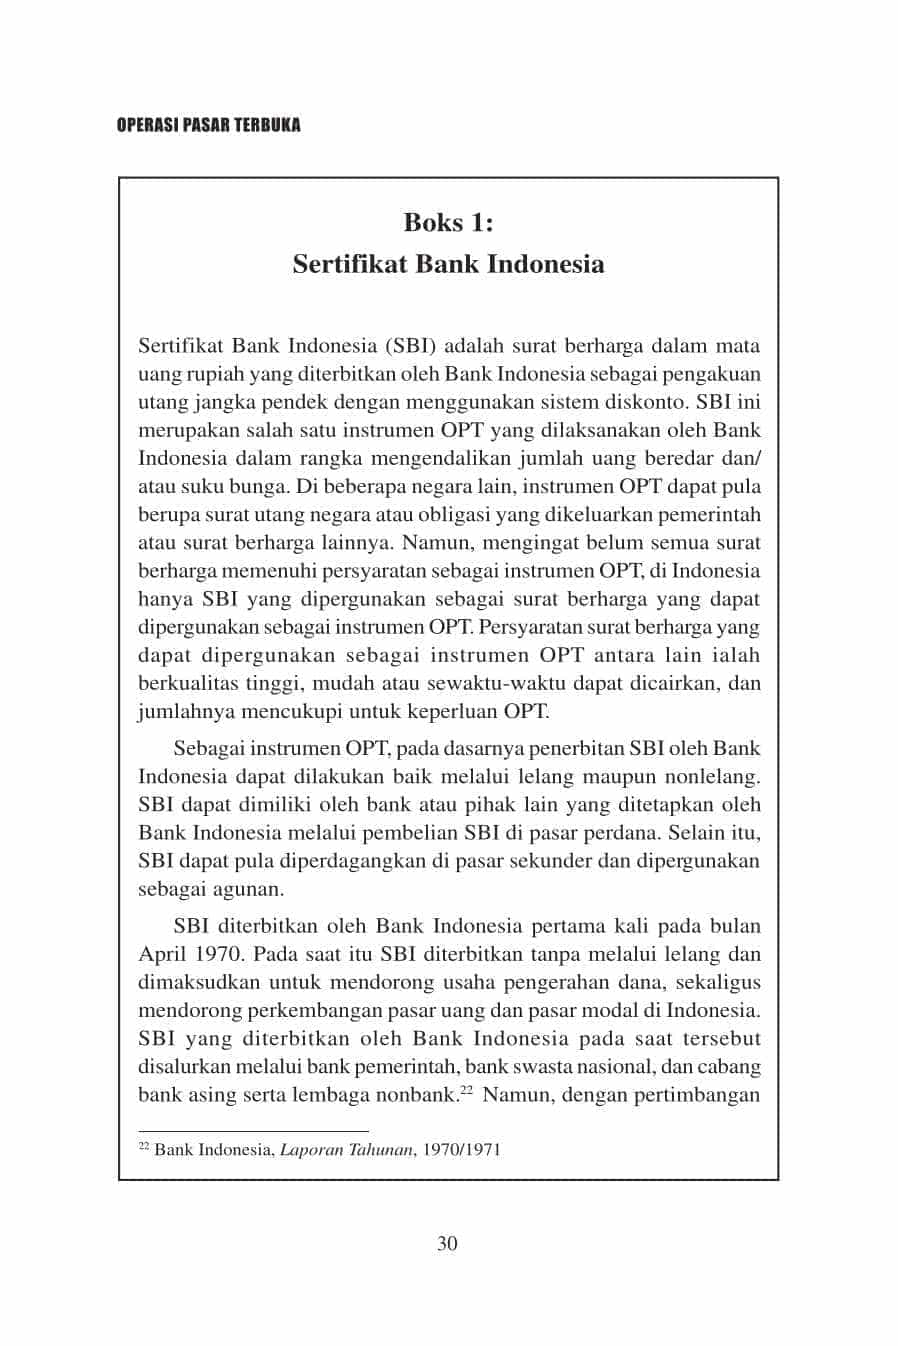 OPERASI PASAR TERBUKA
Boks 1:
Sertifikat Bank Indonesia
Sertifikat Bank Indonesia (SBI) adalah surat berharga dalam mata
uang rupiah yang diterbitkan oleh Bank Indonesia sebagai pengakuan
utang jangka pendek dengan menggunakan sistem diskonto. SBI ini
merupakan salah satu instrumen OPT yang dilaksanakan oleh Bank
Indonesia dalam rangka mengendalikan jumlah uang beredar dan/
atau suku bunga. Di beberapa negara lain, instrumen OPT dapat pula
berupa surat utang negara atau obligasi yang dikeluarkan pemerintah
atau surat berharga lainnya. Namun, mengingat belum semua surat
berharga memenuhi persyaratan sebagai instrumen OPT, di Indonesia
hanya SBI yang dipergunakan sebagai surat berharga yang dapat
dipergunakan sebagai instrumen OPT. Persyaratan surat berharga yang
dapat dipergunakan sebagai instrumen OPT antara lain ialah
berkualitas tinggi, mudah atau sewaktu-waktu dapat dicairkan, dan
jumlahnya mencukupi untuk keperluan OPT.
Sebagai instrumen OPT, pada dasarnya penerbitan SBI oleh Bank
Indonesia dapat dilakukan baik melalui lelang maupun nonlelang.
SBI dapat dimiliki oleh bank atau pihak lain yang ditetapkan oleh
Bank Indonesia melalui pembelian SBI di pasar perdana. Selain itu,
SBI dapat pula diperdagangkan di pasar sekunder dan dipergunakan
sebagai agunan.
SBI diterbitkan oleh Bank Indonesia pertama kali pada bulan
April 1970. Pada saat itu SBI diterbitkan tanpa melalui lelang dan
dimaksudkan untuk mendorong usaha pengerahan dana, sekaligus
mendorong perkembangan pasar uang dan pasar modal di Indonesia.
SBI yang diterbitkan oleh Bank Indonesia pada saat tersebut
disalurkan melalui bank pemerintah, bank swasta nasional, dan cabang
bank asing serta lembaga nonbank.²² Namun, dengan pertimbangan
²² Bank Indonesia, Laporan Tahunan, 1970/1971
30